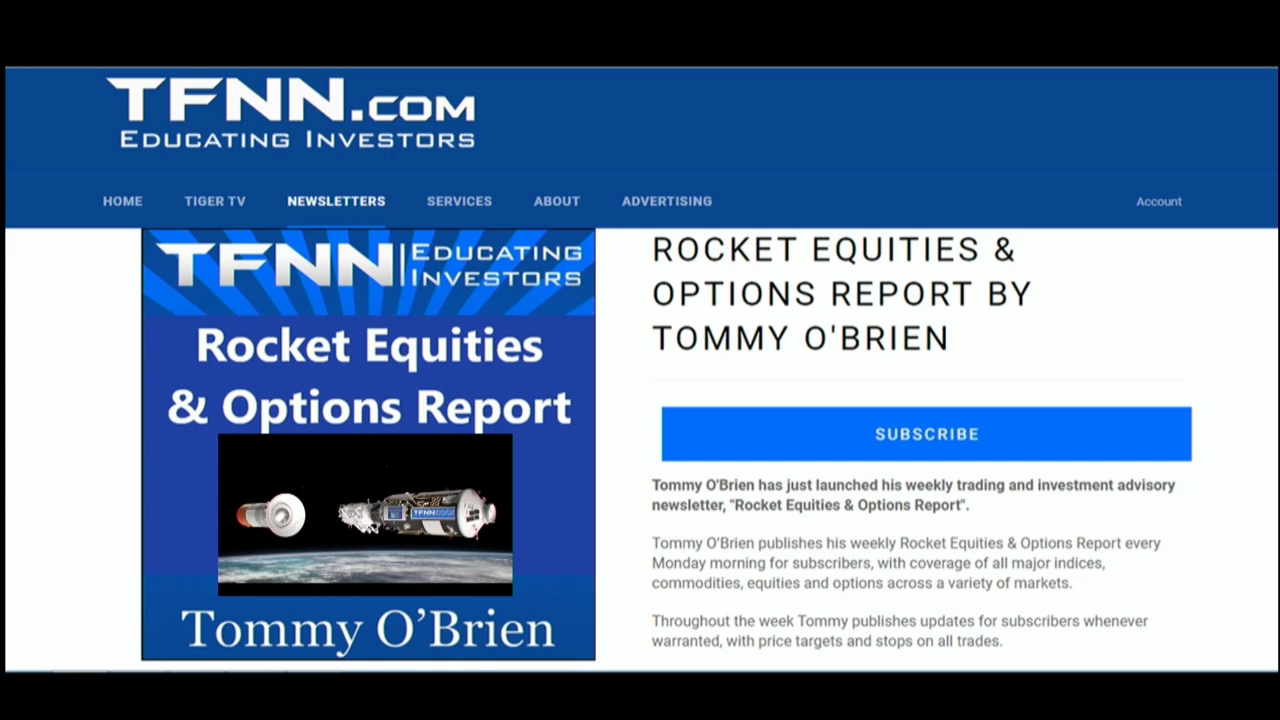 TFNN.COM
EDUCATING INVESTORS
HOME TIGER TV NEWSLETTERS SERVICES ABOUT ADVERTISING Account
TFNN EDUCATING
INVESTORS
Rocket Equities
& Options Report
TFNN
Tommy O’Brien
ROCKET EQUITIES &
OPTIONS REPORT BY
TOMMY O'BRIEN
SUBSCRIBE
Tommy O'Brien has just launched his weekly trading and investment advisory
newsletter, "Rocket Equities & Options Report".
Tommy O'Brien publishes his weekly Rocket Equities & Options Report every
Monday morning for subscribers, with coverage of all major indices,
commodities, equities and options across a variety of markets.
Throughout the week Tommy publishes updates for subscribers whenever
warranted, with price targets and stops on all trades.